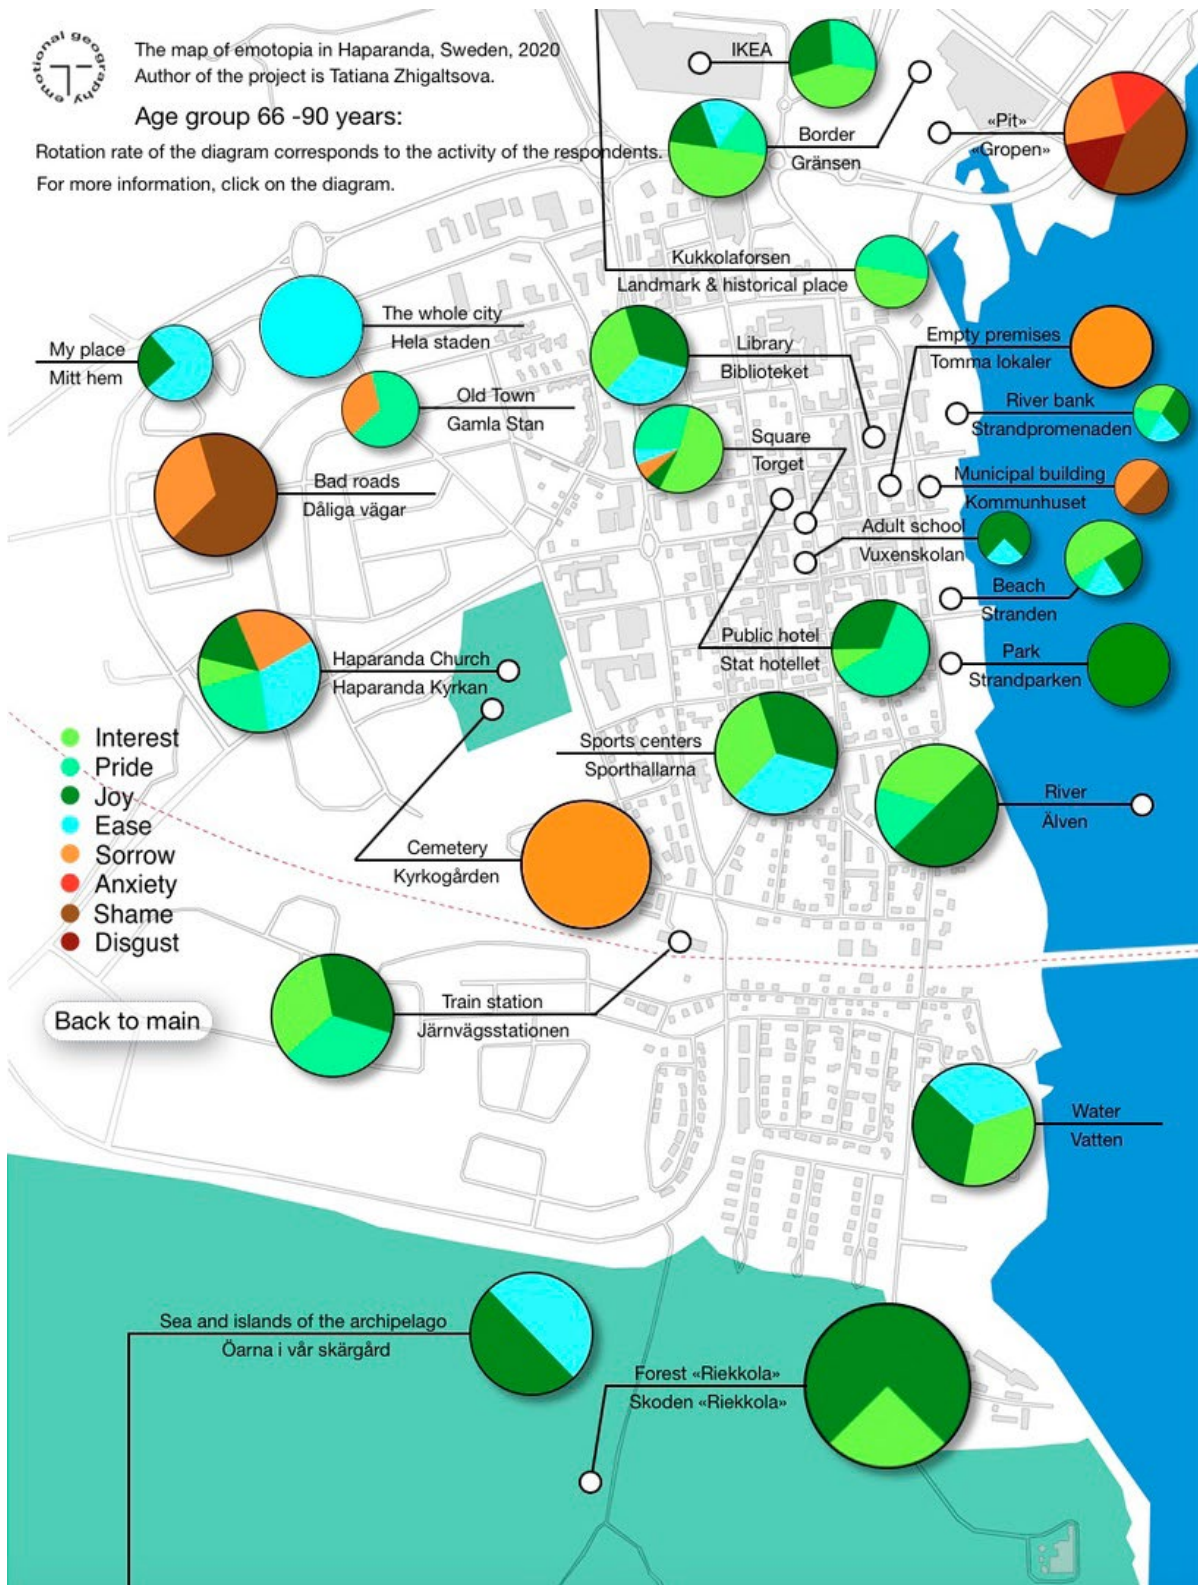 emotional geography
The map of emotopia in Haparanda, Sweden, 2020
Author of the project is Tatiana Zhigaltsova.
Age group 66 -90 years:
Rotation rate of the diagram corresponds to the activity of the respondents.
For more information, click on the diagram.
IKEA
Border
Gränsen
«Pit»
«Gropen»
Kukkolaforsen
Landmark & historical place
The whole city
Hela staden
My place
Mitt hem
Library
Biblioteket
Empty premises
Tomma lokaler
Old Town
Gamla Stan
River bank
Strandpromenaden
Square
Torget
Bad roads
Dåliga vägar
Municipal building
Kommunhuset
Adult school
Vuxenskolan
Beach
Stranden
Public hotel
Stat hotellet
Park
Strandparken
Haparanda Church
Haparanda Kyrkan
Sports centers
Sporthallarna
River
Älven
Interest
Pride
Joy
Ease
Sorrow
Anxiety
Shame
Disgust
Cemetery
Kyrkogården
Train station
Järnvägsstationen
Back to main
Water
Vatten
Sea and islands of the archipelago
Öarna i vår skärgård
Forest «Riekkola»
Skoden «Riekkola»